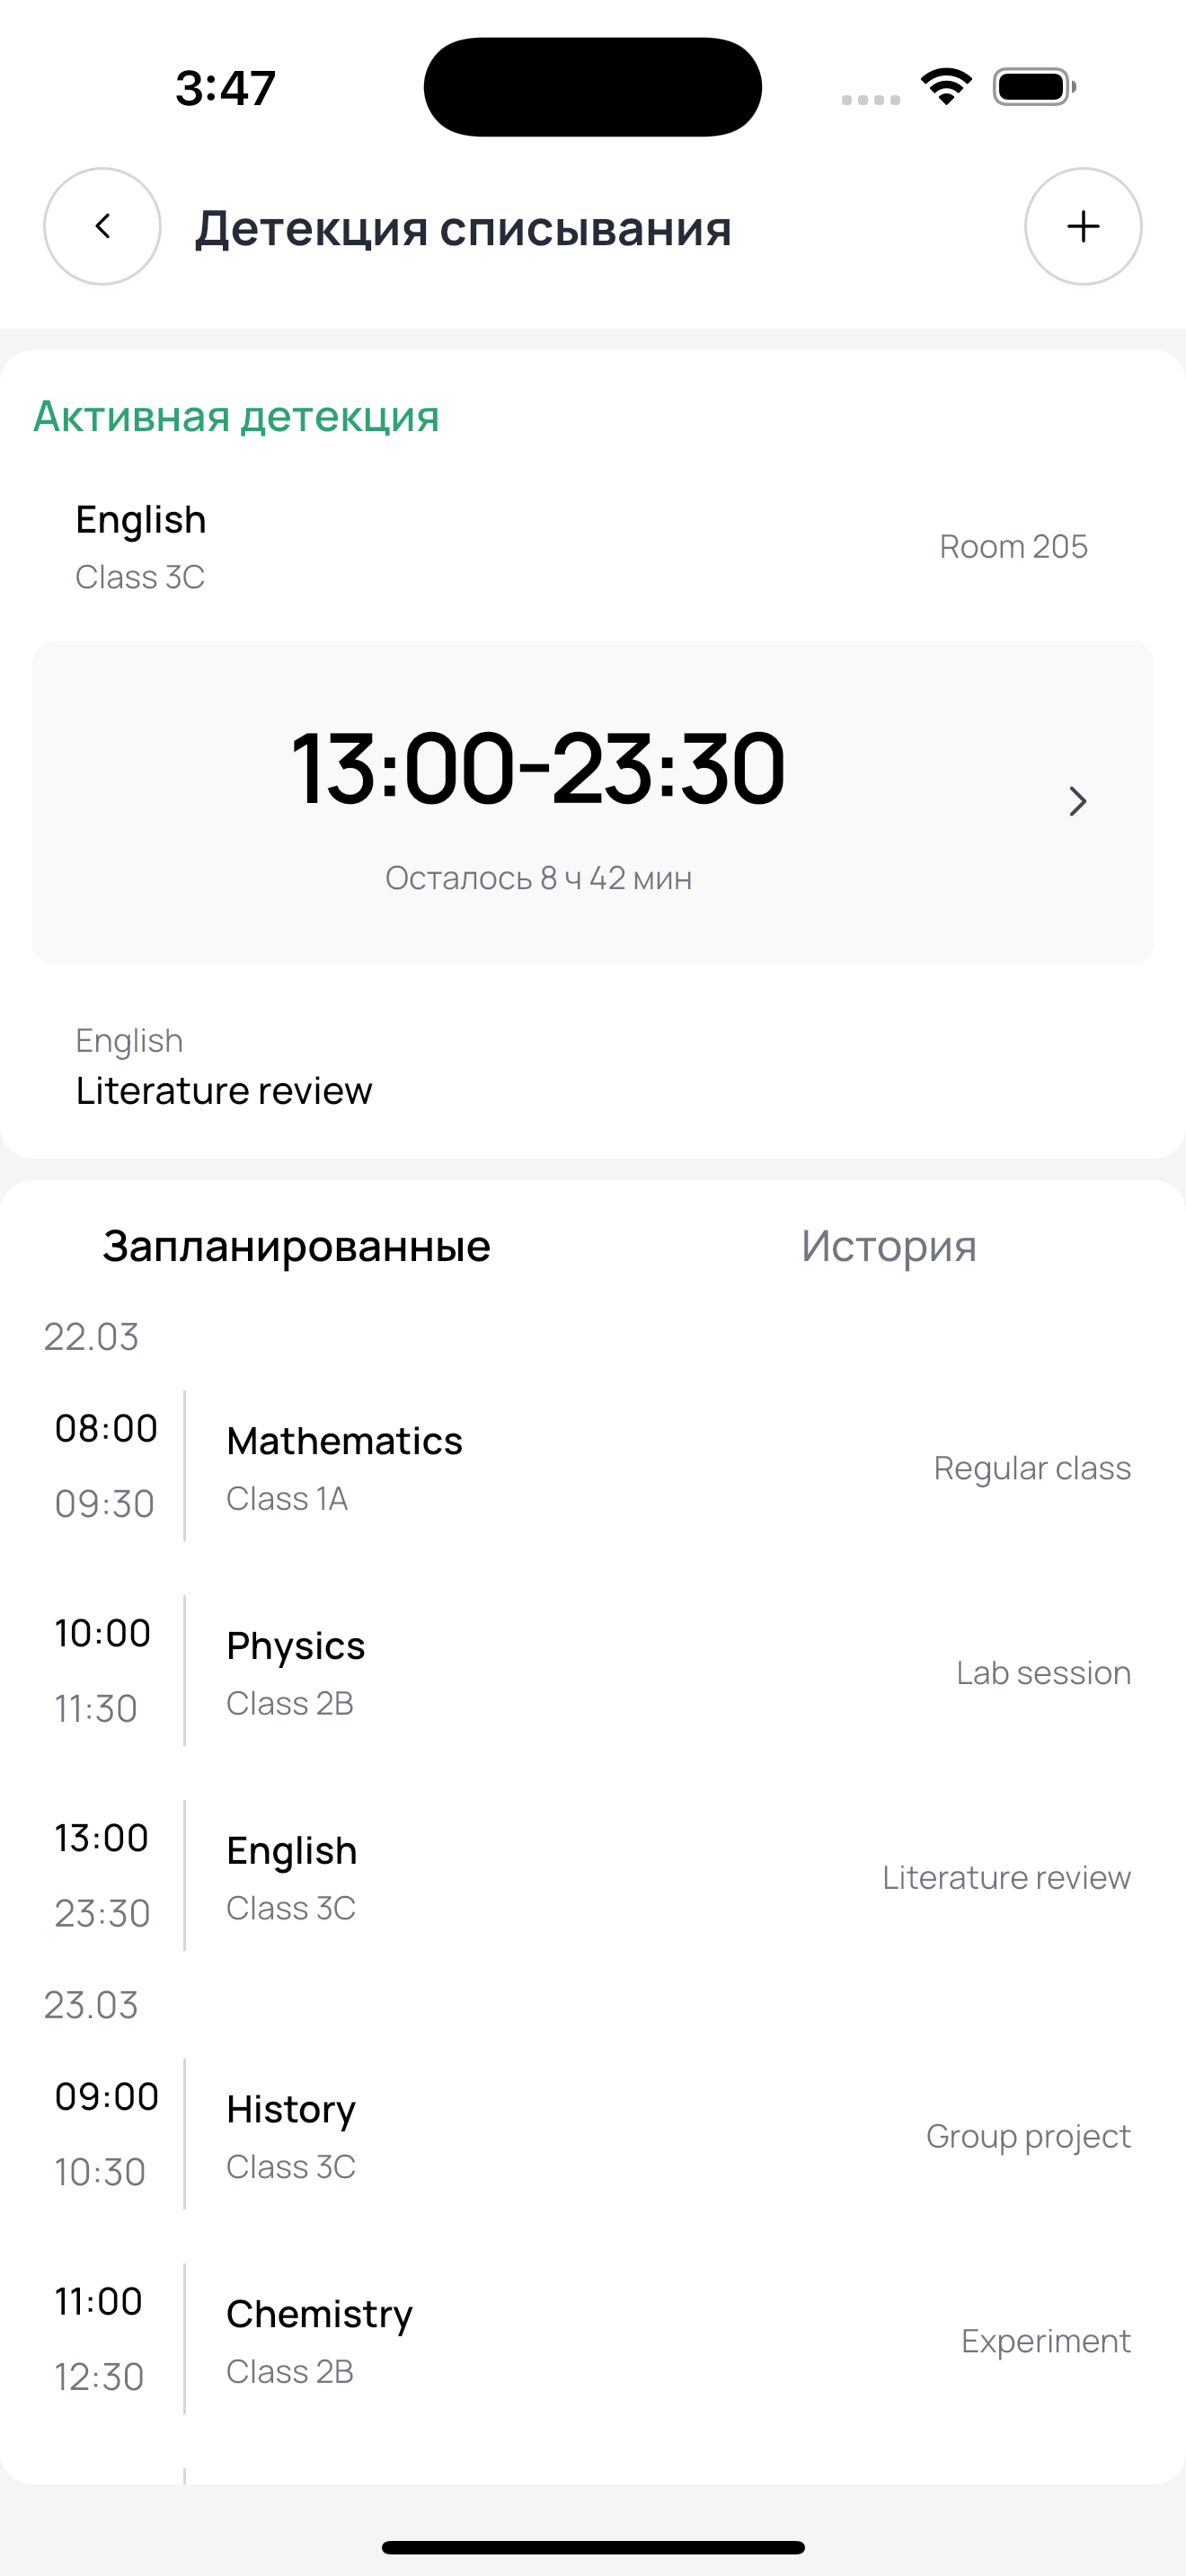 3:47
Детекция списывания
Активная детекция
English
Class 3C
Room 205
13:00-23:30
Осталось 8 ч 42 мин
English
Literature review
Запланированные
История
22.03
08:00
09:30
Mathematics
Class 1A
Regular class
10:00
11:30
Physics
Class 2B
Lab session
13:00
23:30
English
Class 3C
Literature review
23.03
09:00
10:30
History
Class 3C
Group project
11:00
12:30
Chemistry
Class 2B
Experiment